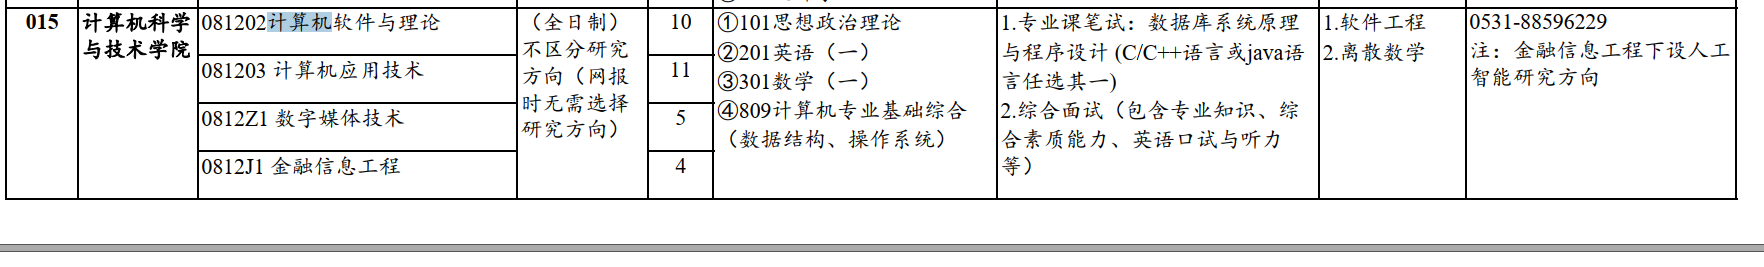 015
计算机科学
与技术学院
081202计算机软件与理论
081203 计算机应用技术
0812Z1 数字媒体技术
0812J1 金融信息工程
（全日制）
不区分研究
方向（网报
时无需选择
研究方向）
10
11
5
4
①101思想政治理论
②201英语（一）
③301数学（一）
④809计算机专业基础综合
（数据结构、操作系统）
1.专业课笔试：数据库系统原理
与程序设计 (C/C++语言或java语
言任选其一)
2.综合面试（包含专业知识、综
合素质能力、英语口试与听力
等）
1.软件工程
2.离散数学
0531-88596229
注：金融信息工程下设人工
智能研究方向